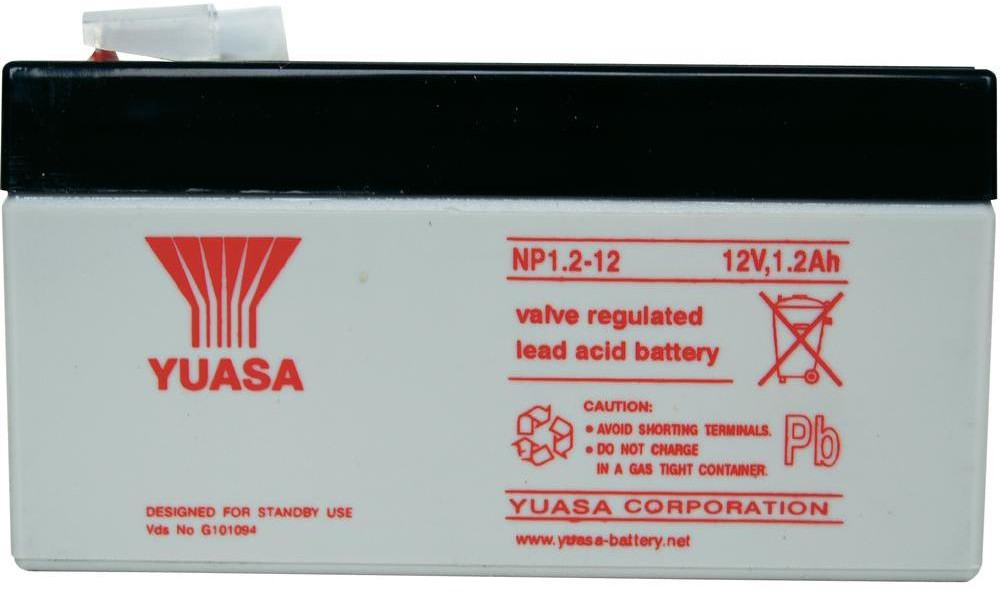 YUASA
DESIGNED FOR STANDBY USE
Vds No G101094
NP1.2-12 12V,1.2Ah
valve regulated
lead acid battery
CAUTION:
• AVOID SHORTING TERMINALS.
• DO NOT CHARGE
IN A GAS TIGHT CONTAINER.
Pb
YUASA CORPORATION
www.yuasa-battery.net